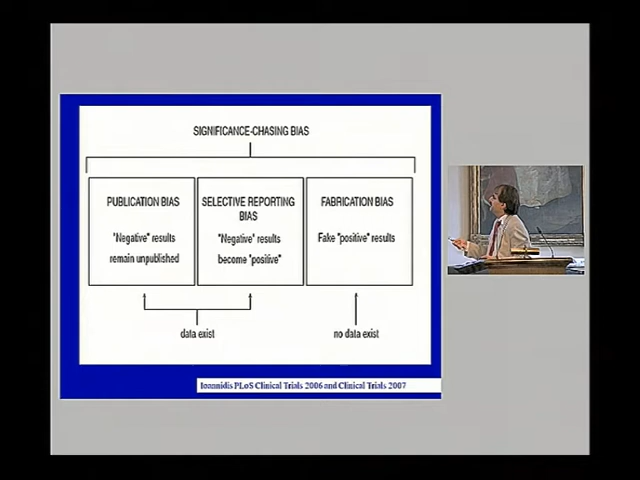 SIGNIFICANCE-CHASING BIAS
PUBLICATION BIAS
"Negative" results
remain unpublished
SELECTIVE REPORTING
BIAS
"Negative" results
become "positive"
FABRICATION BIAS
Fake "positive" results
data exist
no data exist
Ioannidis PLoS Clinical Trials 2006 and Clinical Trials 2007